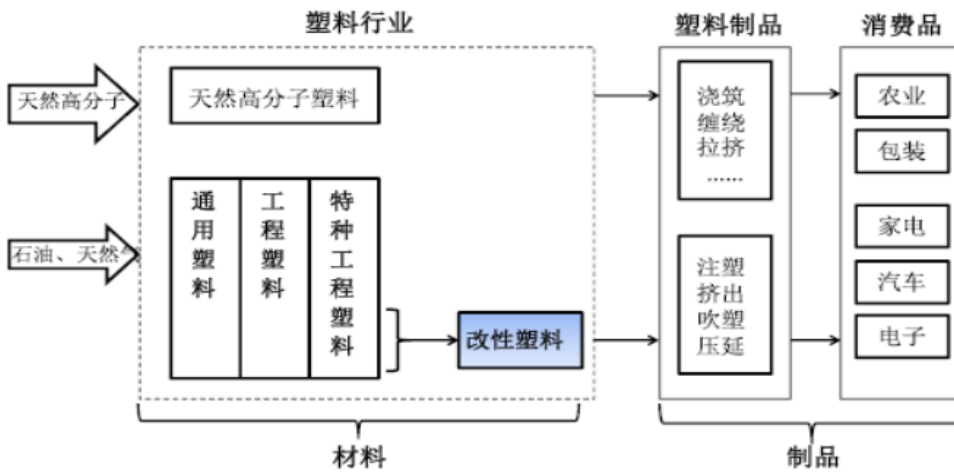 塑料行业
塑料制品
消费品
天然高分子
天然高分子塑料
石油、天然气
通用塑料
工程塑料
特种工程塑料
改性塑料
浇筑
缠绕
拉挤
……
注塑
挤出
吹塑
压延
农业
包装
家电
汽车
电子
材料
制品